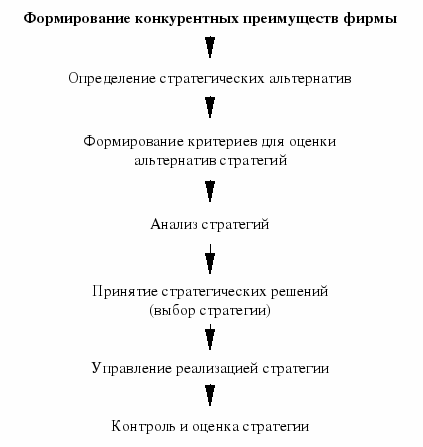 Формирование конкурентных преимуществ фирмы
Определение стратегических альтернатив
Формирование критериев для оценки
альтернатив стратегий
Анализ стратегий
Принятие стратегических решений
(выбор стратегии)
Управление реализацией стратегии
Контроль и оценка стратегии